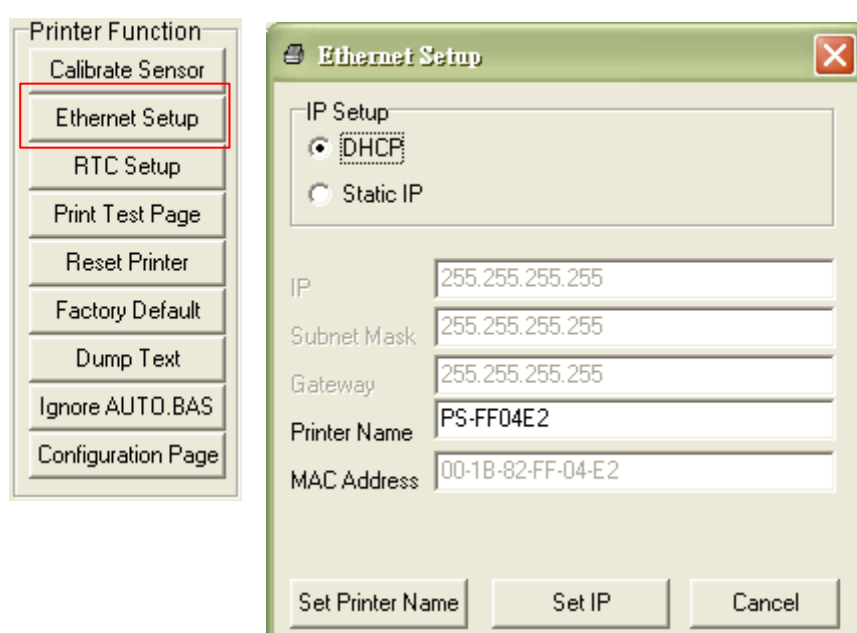 Printer Function
Calibrate Sensor
Ethernet Setup
RTC Setup
Print Test Page
Reset Printer
Factory Default
Dump Text
Ignore AUTO.BAS
Configuration Page
Ethernet Setup
IP Setup
DHCP
Static IP
IP 255.255.255.255
Subnet Mask 255.255.255.255
Gateway 255.255.255.255
Printer Name PS-FF04E2
MAC Address 00-1B-82-FF-04-E2
Set Printer Name Set IP Cancel